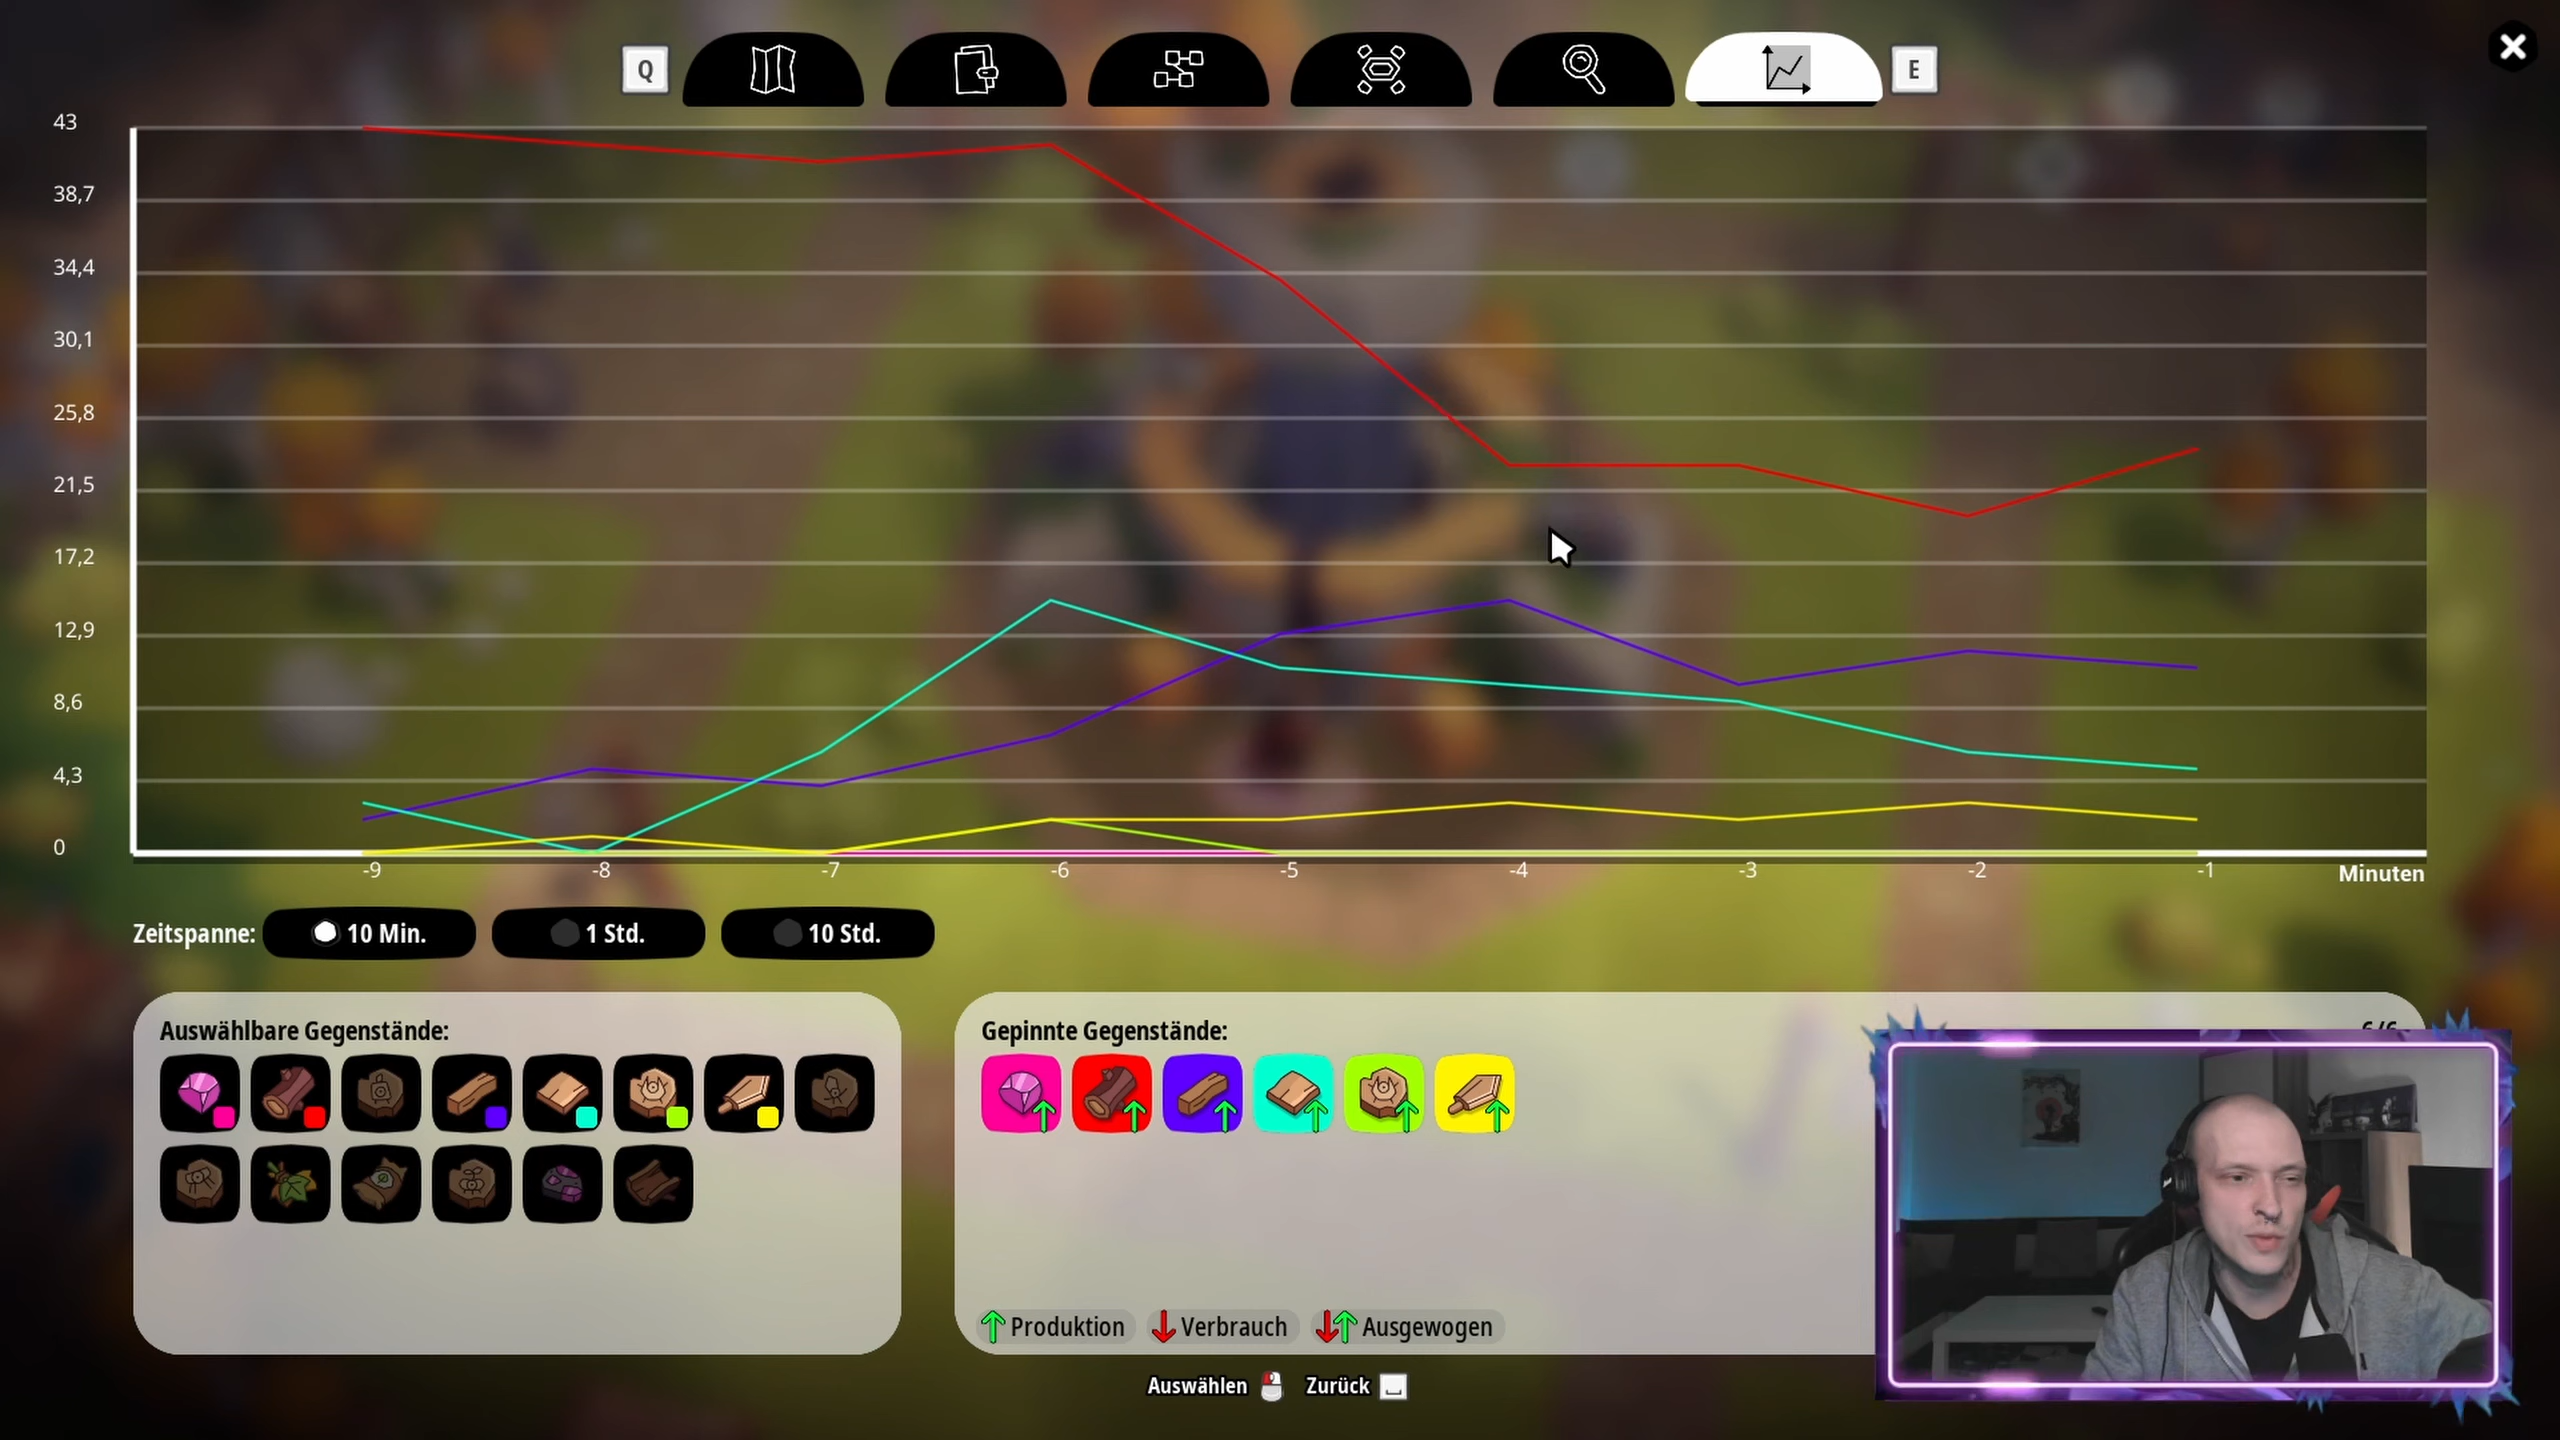 Q
E
43
38,7
34,4
30,1
25,8
21,5
17,2
12,9
8,6
4,3
0
-9 -8 -7 -6 -5 -4 -3 -2 -1 Minuten
Zeitspanne: 10 Min. 1 Std. 10 Std.
Auswählbare Gegenstände:
Gepinnte Gegenstände: 6/6
Produktion Verbrauch Ausgewogen
Auswählen Zurück